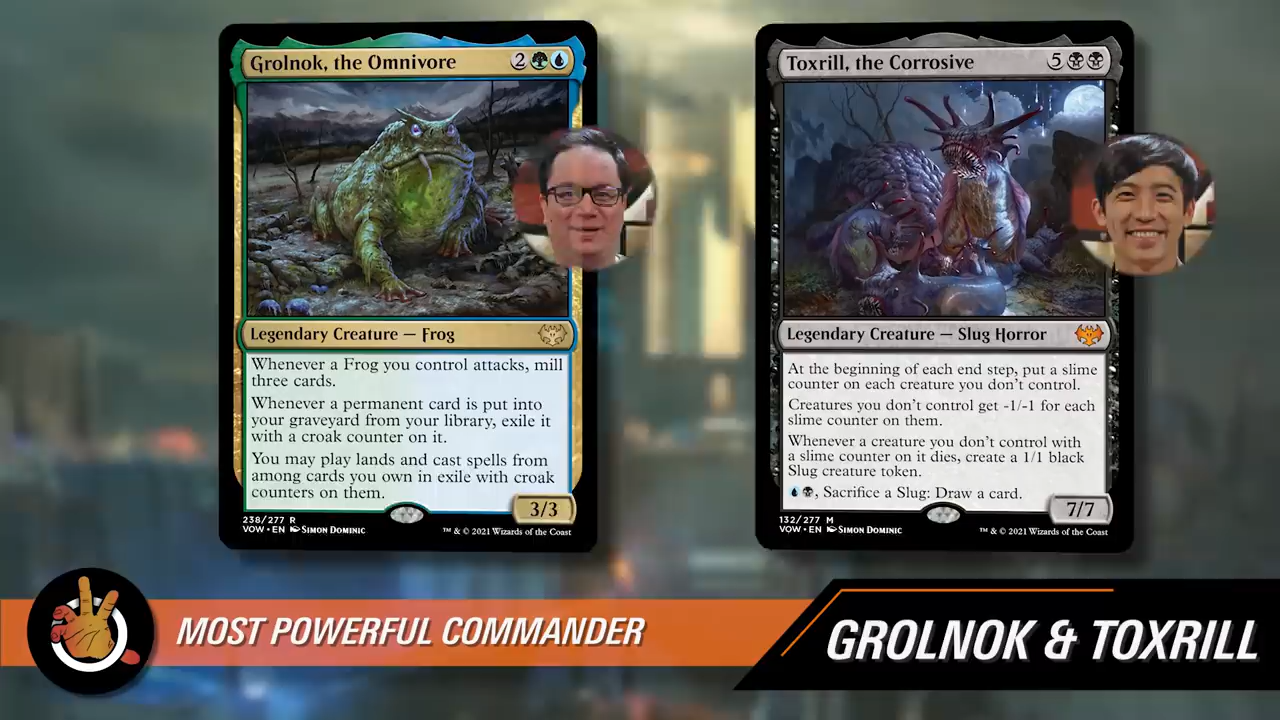 Grolnok, the Omnivore 2
Legendary Creature — Frog
Whenever a Frog you control attacks, mill
three cards.
Whenever a permanent card is put into
your graveyard from your library, exile it
with a croak counter on it.
You may play lands and cast spells from
among cards you own in exile with croak
counters on them.
3/3
238/277 R
VOW • EN SIMON DOMINIC
™ & © 2021 Wizards of the Coast
Toxrill, the Corrosive 5
Legendary Creature — Slug Horror
At the beginning of each end step, put a slime
counter on each creature you don't control.
Creatures you don't control get -1/-1 for each
slime counter on them.
Whenever a creature you don't control with
a slime counter on it dies, create a 1/1 black
Slug creature token.
, Sacrifice a Slug: Draw a card.
7/7
132/277 M
VOW • EN SIMON DOMINIC
™ & © 2021 Wizards of the Coast
MOST POWERFUL COMMANDER
GROLNOK & TOXRILL